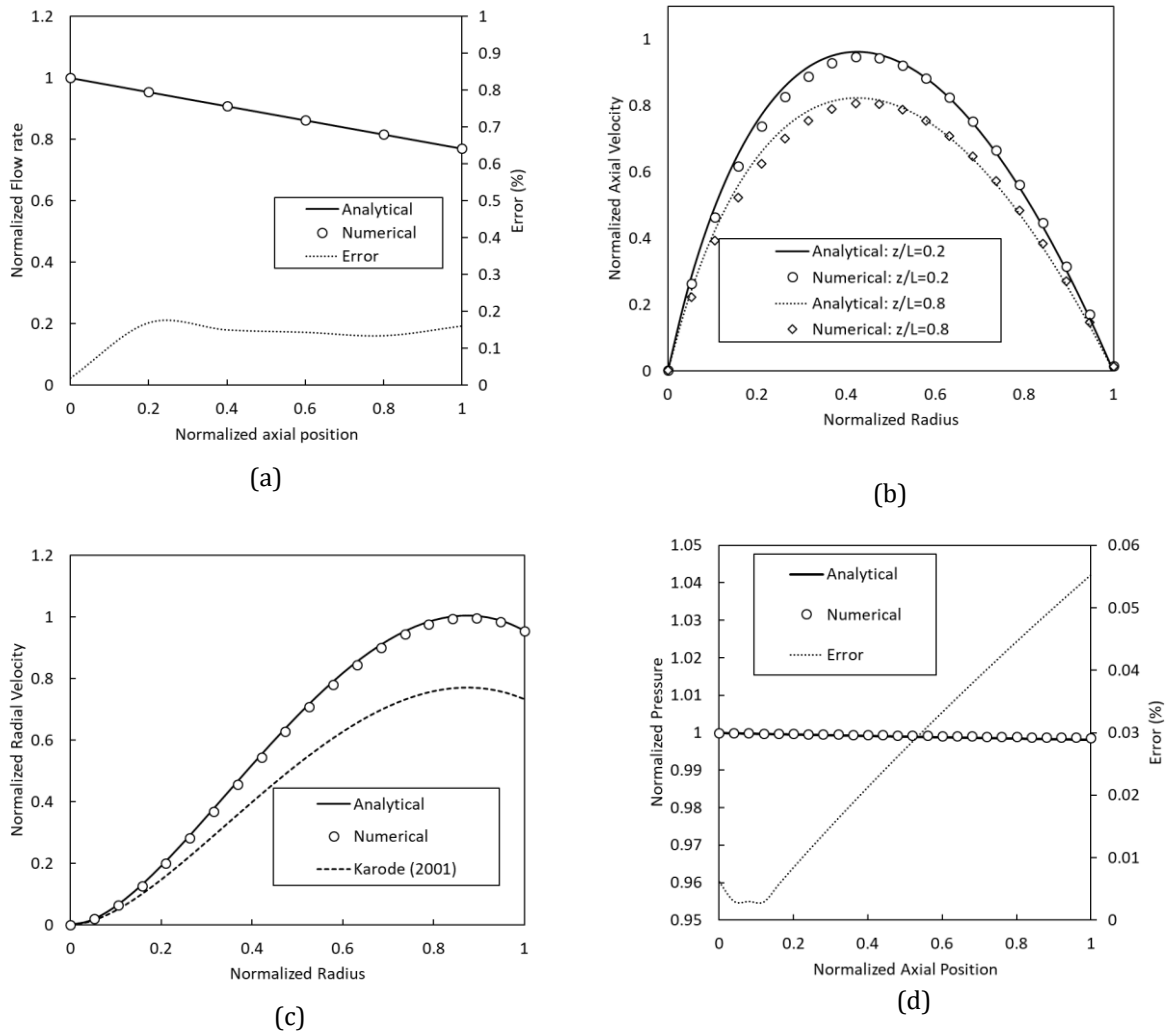 1.2
1
0.8
0.6
0.4
0.2
0
1
0.9
0.8
0.7
0.6
0.5
0.4
0.3
0.2
0.1
0
0
0.2
0.4
0.6
0.8
1
Normalized Flow rate
Error (%)
Normalized axial position
Analytical
Numerical
Error
(a)
1
0.8
0.6
0.4
0.2
0
0
0.2
0.4
0.6
0.8
1
Normalized Axial Velocity
Normalized Radius
Analytical: z/L=0.2
Numerical: z/L=0.2
Analytical: z/L=0.8
Numerical: z/L=0.8
(b)
1.2
1
0.8
0.6
0.4
0.2
0
0
0.2
0.4
0.6
0.8
1
Normalized Radial Velocity
Normalized Radius
Analytical
Numerical
Karode (2001)
(c)
1.05
1.04
1.03
1.02
1.01
1
0.99
0.98
0.97
0.96
0.95
0.06
0.05
0.04
0.03
0.02
0.01
0
0
0.2
0.4
0.6
0.8
1
Normalized Pressure
Error (%)
Normalized Axial Position
Analytical
Numerical
Error
(d)